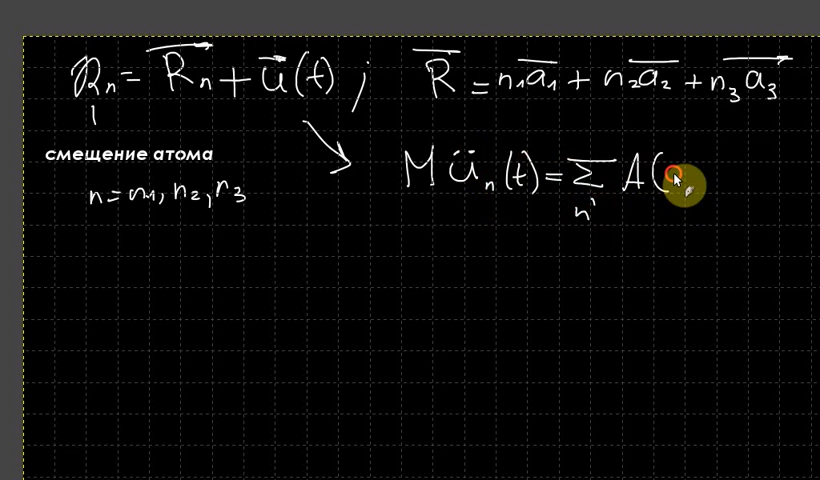 Rₙ = Rₙ + u(t) ; R = n₁a₁ + n₂a₂ + n₃a₃
смещение атома
n = n₁, n₂, n₃
M üₙ(t) = Σ A(
n'